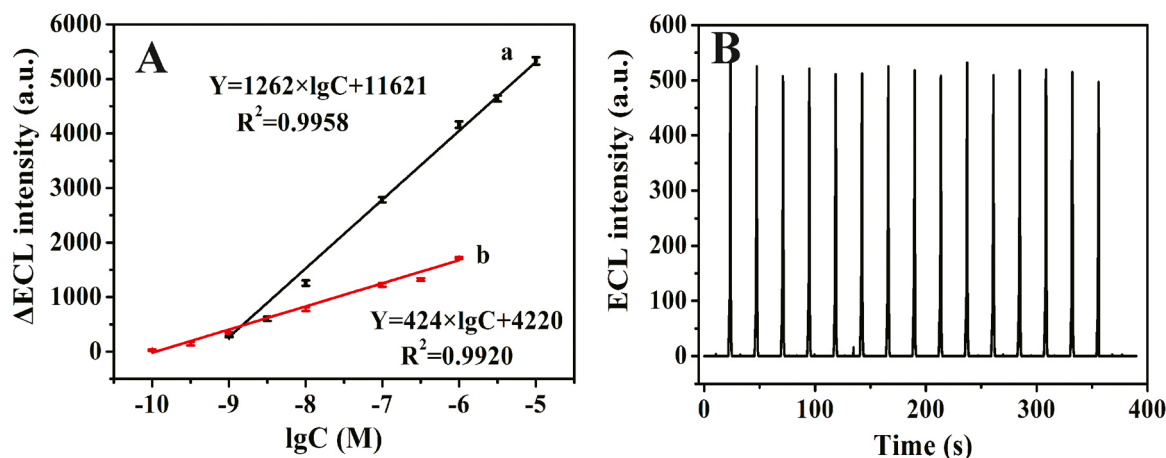 A
6000
5000
4000
3000
2000
1000
0
ΔECL intensity (a.u.)
a
Y=1262×lgC+11621
R²=0.9958
b
Y=424×lgC+4220
R²=0.9920
-10 -9 -8 -7 -6 -5
lgC (M)
B
600
500
400
300
200
100
0
ECL intensity (a.u.)
0 100 200 300 400
Time (s)